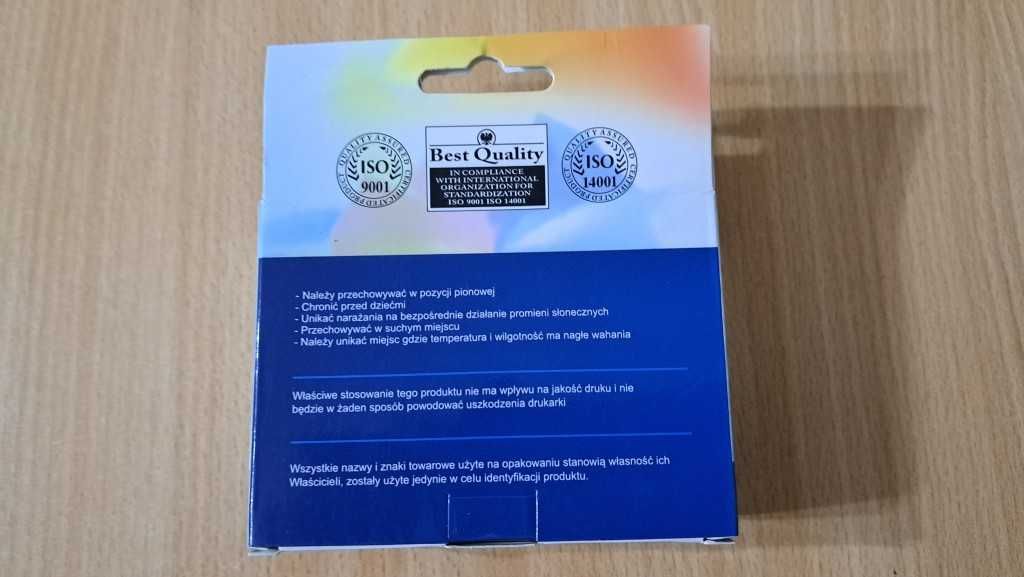 QUALITY ASSURED
ISO
9001
CERTIFICATED PRODUCT
Best Quality
IN COMPLIANCE
WITH INTERNATIONAL
ORGANIZATION FOR
STANDARDIZATION
ISO 9001 ISO 14001
QUALITY ASSURED
ISO
14001
CERTIFICATED PRODUCT
- Należy przechowywać w pozycji pionowej
- Chronić przed dziećmi
- Unikać narażania na bezpośrednie działanie promieni słonecznych
- Przechowywać w suchym miejscu
- Należy unikać miejsc gdzie temperatura i wilgotność ma nagłe wahania
Właściwe stosowanie tego produktu nie ma wpływu na jakość druku i nie
będzie w żaden sposób powodować uszkodzenia drukarki
Wszystkie nazwy i znaki towarowe użyte na opakowaniu stanowią własność ich
Właścicieli, zostały użyte jedynie w celu identyfikacji produktu.